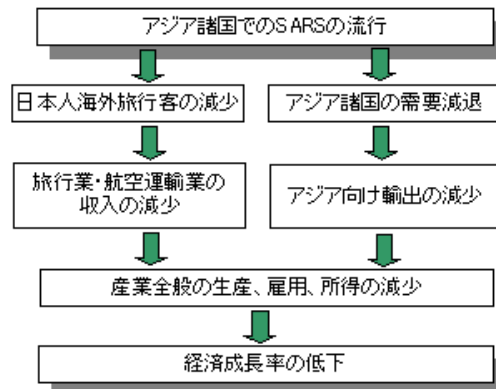 アジア諸国でのSARSの流行
日本人海外旅行客の減少
アジア諸国の需要減退
旅行業・航空運輸業の
収入の減少
アジア向け輸出の減少
産業全般の生産、雇用、所得の減少
経済成長率の低下